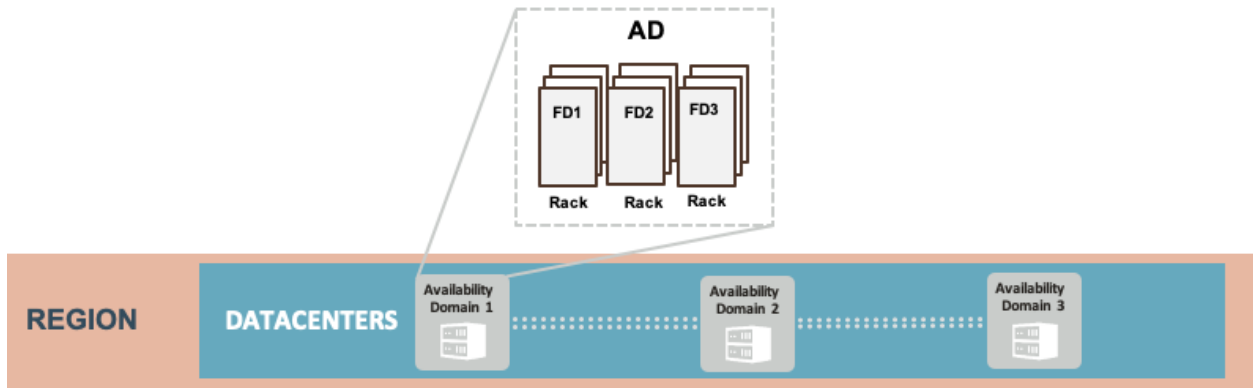 AD
FD1
FD2
FD3
Rack
Rack
Rack
REGION
DATACENTERS
Availability
Domain 1
Availability
Domain 2
Availability
Domain 3